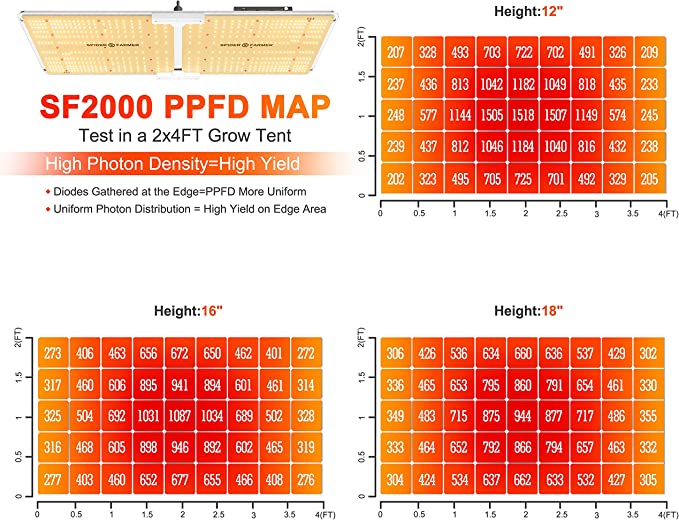 SPIDER FARMER SPIDER FARMER
SF2000 PPFD MAP
Test in a 2x4FT Grow Tent
High Photon Density=High Yield
Diodes Gathered at the Edge=PPFD More Uniform
Uniform Photon Distribution = High Yield on Edge Area
Height:12"
2(FT)
1.5
1
0.5
0
207 328 493 703 722 702 491 326 209
237 436 813 1042 1182 1049 818 435 233
248 577 1144 1505 1518 1507 1149 574 245
239 437 812 1046 1184 1040 816 432 238
202 323 495 705 725 701 492 329 205
0 0.5 1 1.5 2 2.5 3 3.5 4(FT)
Height:16"
2(FT)
1.5
1
0.5
0
273 406 463 656 672 650 462 401 272
317 460 606 895 941 894 601 461 314
325 504 692 1031 1087 1034 689 502 328
316 468 605 898 946 892 602 465 319
277 403 460 652 677 655 466 408 276
0 0.5 1 1.5 2 2.5 3 3.5 4(FT)
Height:18"
2(FT)
1.5
1
0.5
0
306 426 536 634 660 636 537 429 302
336 465 653 795 860 791 654 461 330
349 483 715 875 944 877 717 486 355
333 464 652 792 866 794 657 463 332
304 424 534 637 662 633 532 427 305
0 0.5 1 1.5 2 2.5 3 3.5 4(FT)